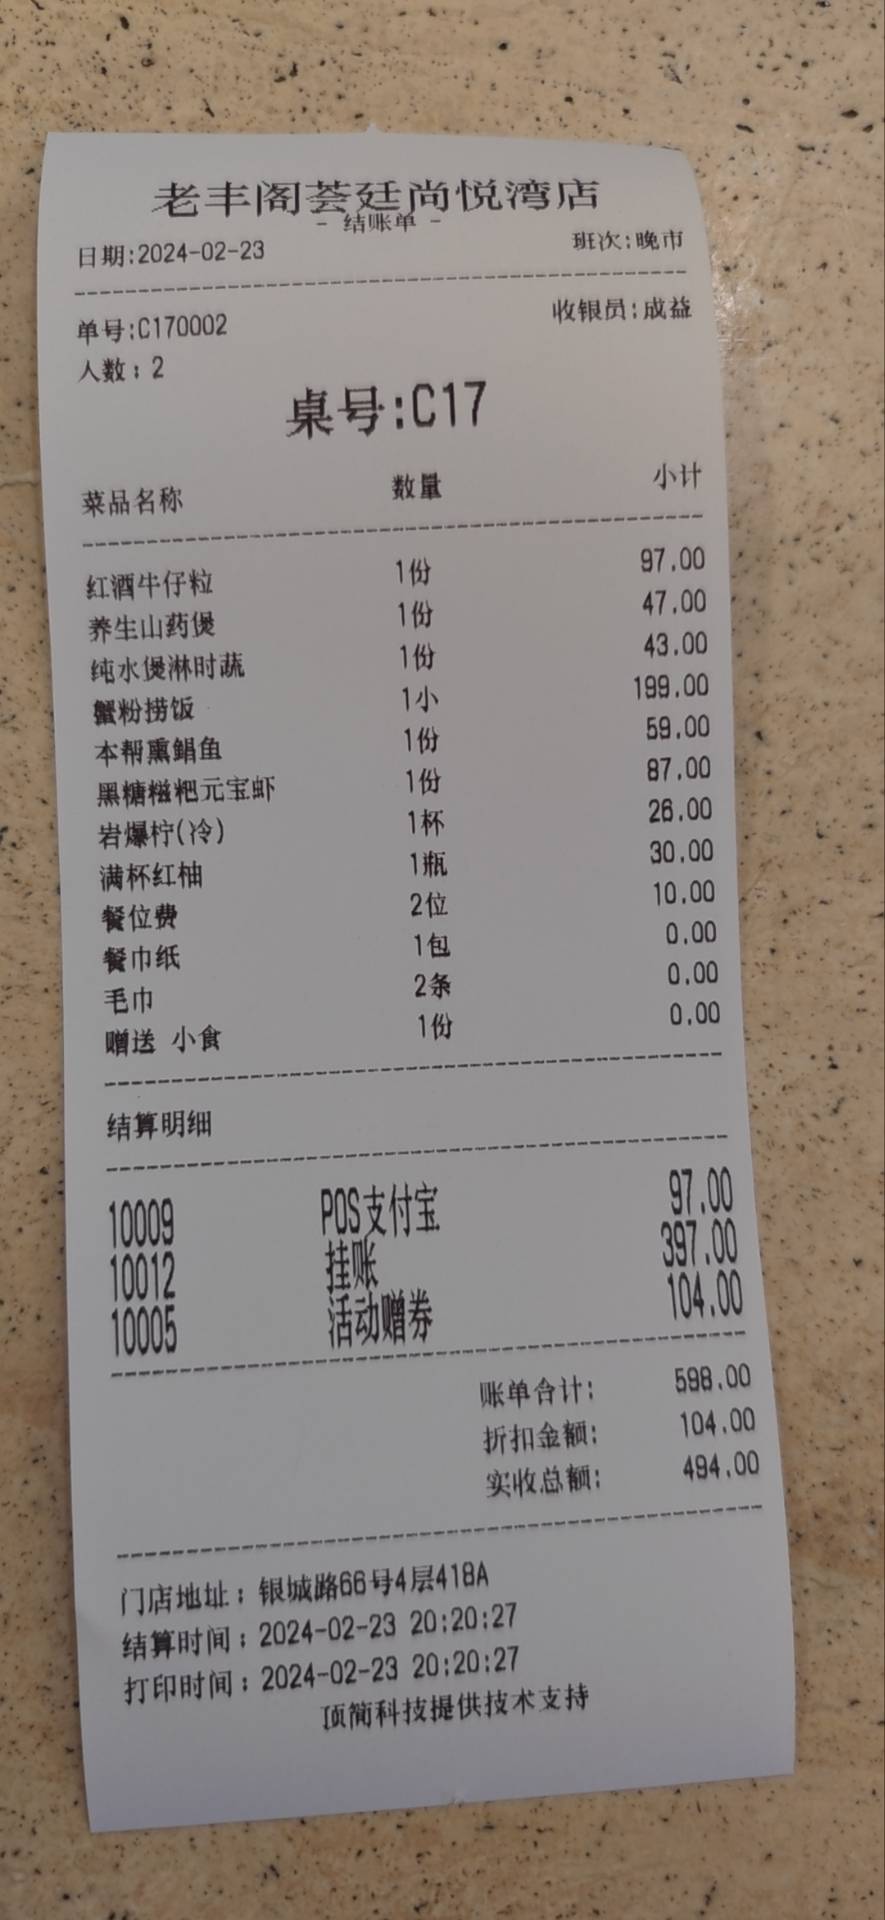 老丰阁荟廷尚悦湾店
- 结账单 -
日期:2024-02-23 班次:晚市
单号:C170002 收银员:成益
人数：2
桌号:C17
菜品名称 数量 小计
红酒牛仔粒 1份 97.00
养生山药煲 1份 47.00
纯水煲淋时蔬 1份 43.00
蟹粉捞饭 1小 199.00
本帮熏鲳鱼 1份 59.00
黑糖糍粑元宝虾 1份 87.00
岩爆柠(冷) 1杯 26.00
满杯红柚 1瓶 30.00
餐位费 2位 10.00
餐巾纸 1包 0.00
毛巾 2条 0.00
赠送 小食 1份 0.00
结算明细
10009 POS支付宝 97.00
10012 挂账 397.00
10005 活动赠券 104.00
账单合计: 598.00
折扣金额: 104.00
实收总额: 494.00
门店地址：银城路66号4层418A
结算时间：2024-02-23 20:20:27
打印时间：2024-02-23 20:20:27
顶简科技提供技术支持